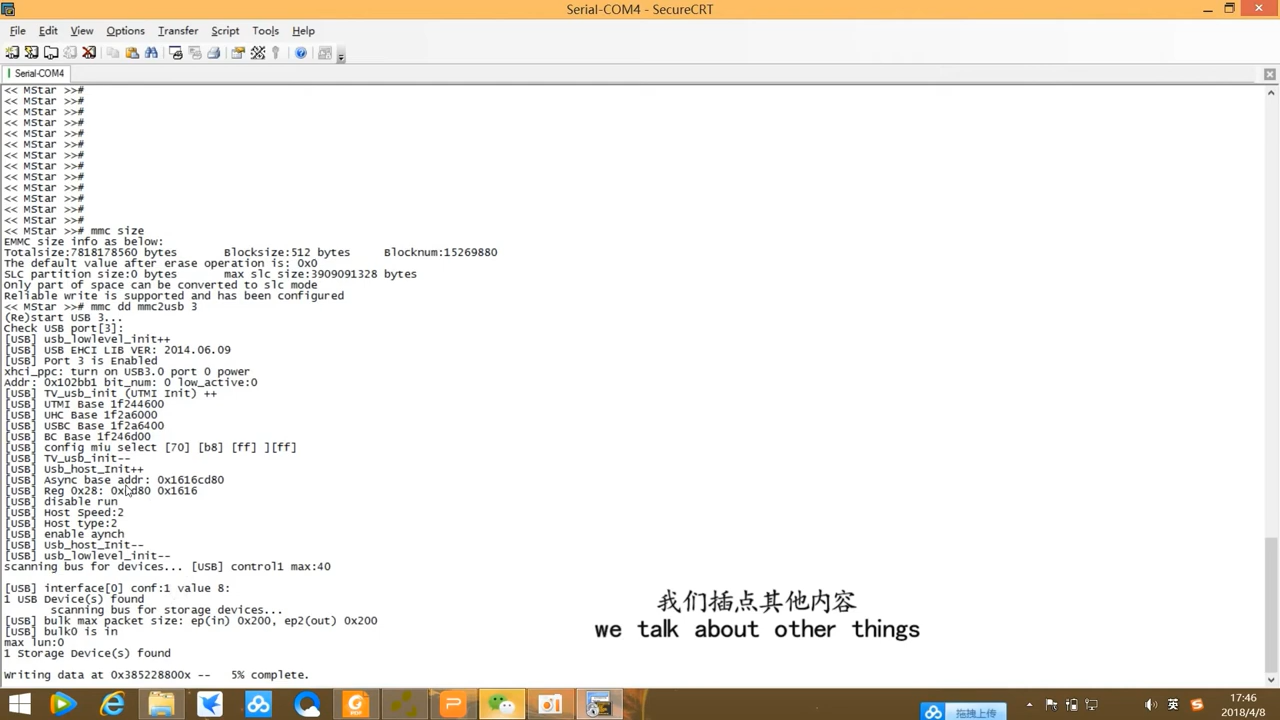 Serial-COM4 - SecureCRT
File Edit View Options Transfer Script Tools Help
Serial-COM4
<< MStar >>#
<< MStar >>#
<< MStar >>#
<< MStar >>#
<< MStar >>#
<< MStar >>#
<< MStar >>#
<< MStar >>#
<< MStar >>#
<< MStar >>#
<< MStar >>#
<< MStar >>#
<< MStar >>#
<< MStar >># mmc size
EMMC size info as below:
Totalsize:7818178560 bytes Blocksize:512 bytes Blocknum:15269880
The default value after erase operation is: 0x0
SLC partition size:0 bytes max slc size:3909091328 bytes
Only part of space can be converted to slc mode
Reliable write is supported and has been configured
<< MStar >># mmc dd mmc2usb 3
(Re)start USB 3...
Check USB port[3]:
[USB] usb_lowlevel_init++
[USB] USB EHCI LIB VER: 2014.06.09
[USB] Port 3 is Enabled
xhci_ppc: turn on USB3.0 port 0 power
Addr: 0x102bb1 bit_num: 0 low_active:0
[USB] TV_usb_init (UTMI Init) ++
[USB] UTMI Base 1f244600
[USB] UHC Base 1f2a6000
[USB] USBC Base 1f2a6400
[USB] BC Base 1f246d00
[USB] config miu select [70] [b8] [ff] ][ff]
[USB] TV_usb_init--
[USB] Usb_host_Init++
[USB] Async base addr: 0x1616cd80
[USB] Reg 0x28: 0xcd80 0x1616
[USB] disable run
[USB] Host Speed:2
[USB] Host type:2
[USB] enable aynch
[USB] Usb_host_Init--
[USB] usb_lowlevel_init--
scanning bus for devices... [USB] control1 max:40
[USB] interface[0] conf:1 value 8:
1 USB Device(s) found
scanning bus for storage devices...
[USB] bulk max packet size: ep(in) 0x200, ep2(out) 0x200
[USB] bulk0 is in
max lun:0
1 Storage Device(s) found
Writing data at 0x385228800x -- 5% complete.
我们插点其他内容
we talk about other things
拖拽上传
英
17:46
2018/4/8